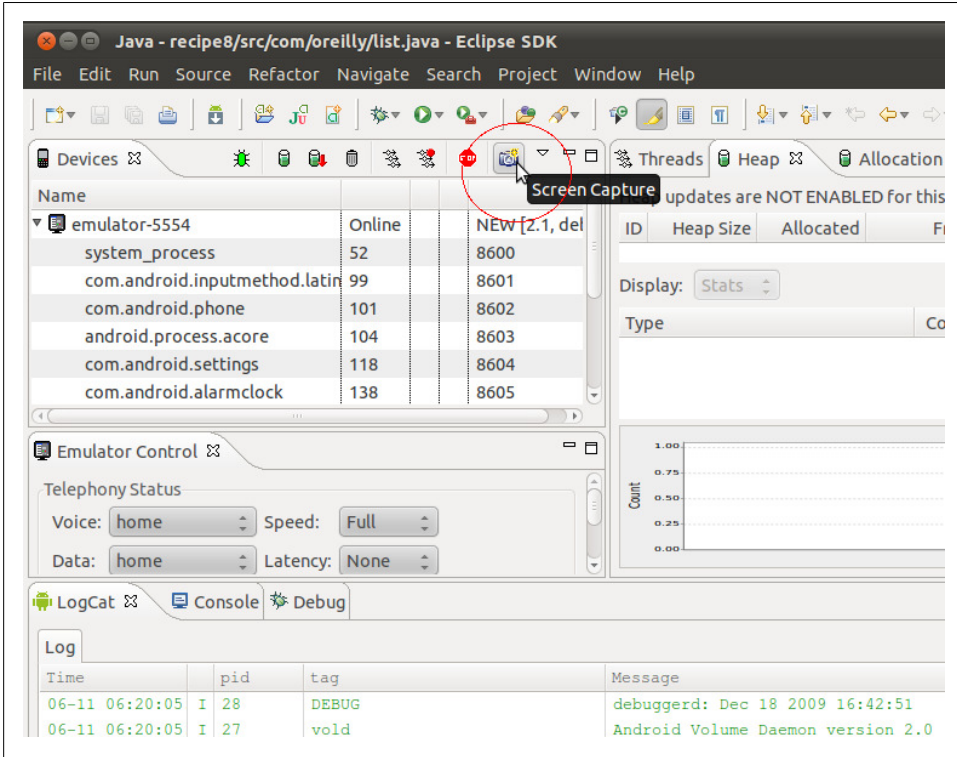 Java - recipe8/src/com/oreilly/list.java - Eclipse SDK
File Edit Run Source Refactor Navigate Search Project Window Help
Devices
Screen Capture
Name
emulator-5554 Online NEW [2.1, del
system_process 52 8600
com.android.inputmethod.latin 99 8601
com.android.phone 101 8602
android.process.acore 104 8603
com.android.settings 118 8604
com.android.alarmclock 138 8605
Threads Heap Allocation
updates are NOT ENABLED for this
ID Heap Size Allocated
Display: Stats
Type Co
1.00
0.75
0.50
0.25
0.00
Count
Emulator Control
Telephony Status
Voice: home Speed: Full
Data: home Latency: None
LogCat Console Debug
Log
Time pid tag Message
06-11 06:20:05 I 28 DEBUG debuggerd: Dec 18 2009 16:42:51
06-11 06:20:05 I 27 vold Android Volume Daemon version 2.0